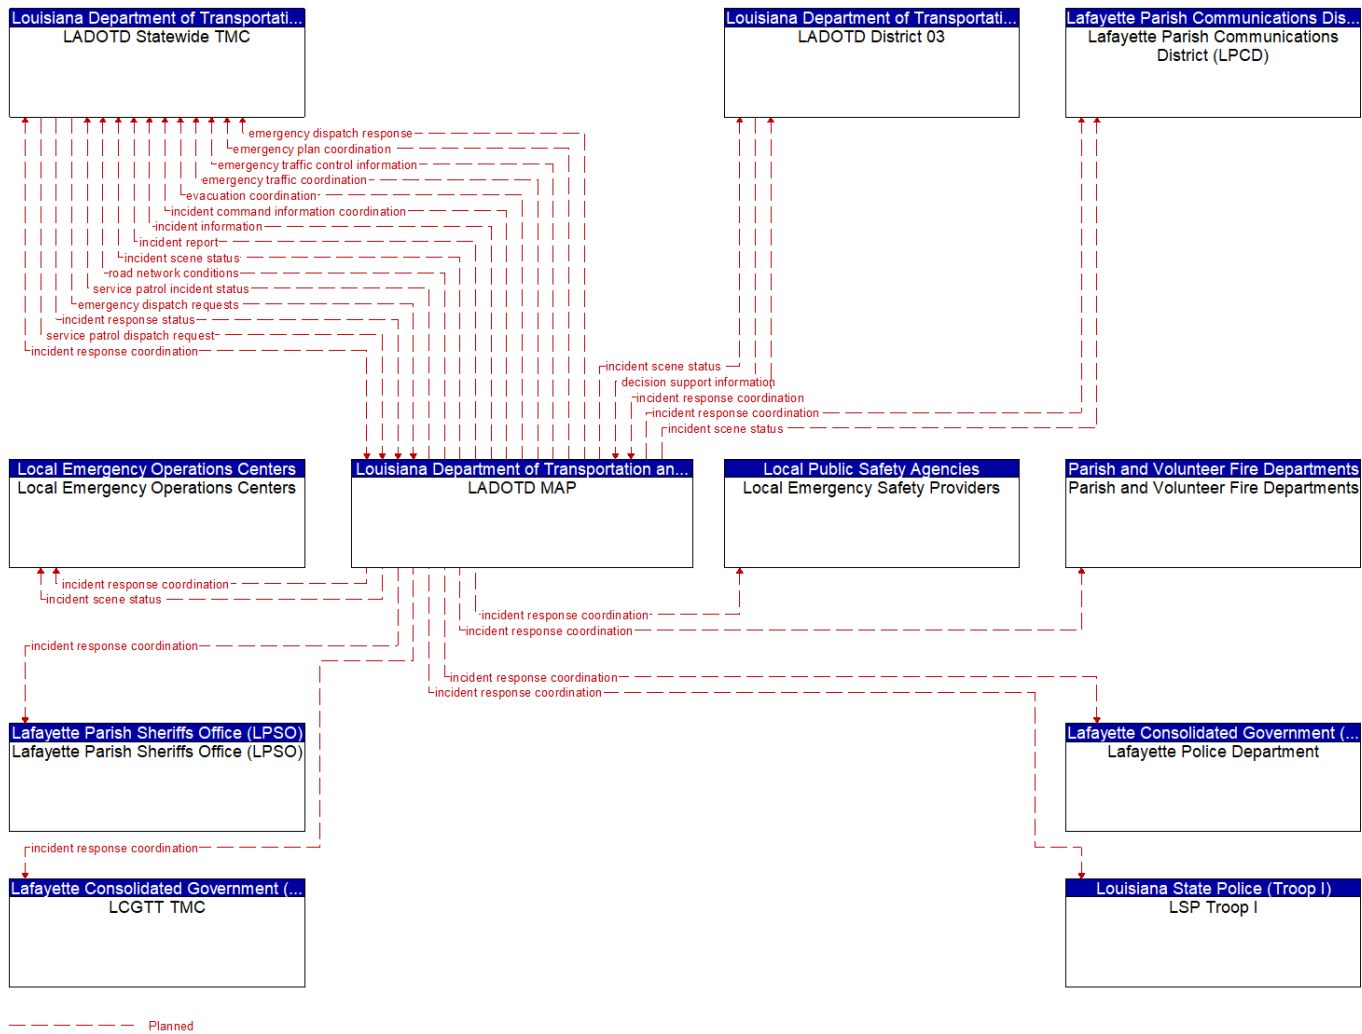 Louisiana Department of Transportati...
LADOTD Statewide TMC
Louisiana Department of Transportati...
LADOTD District 03
Lafayette Parish Communications Dis...
Lafayette Parish Communications
District (LPCD)
emergency dispatch response
emergency plan coordination
emergency traffic control information
emergency traffic coordination
evacuation coordination
incident command information coordination
incident information
incident report
incident scene status
road network conditions
service patrol incident status
emergency dispatch requests
incident response status
service patrol dispatch request
incident response coordination
incident scene status
decision support information
incident response coordination
incident response coordination
incident scene status
Local Emergency Operations Centers
Local Emergency Operations Centers
Louisiana Department of Transportation an...
LADOTD MAP
Local Public Safety Agencies
Local Emergency Safety Providers
Parish and Volunteer Fire Departments
Parish and Volunteer Fire Departments
incident response coordination
incident scene status
incident response coordination
incident response coordination
incident response coordination
incident response coordination
incident response coordination
Lafayette Parish Sheriffs Office (LPSO)
Lafayette Parish Sheriffs Office (LPSO)
Lafayette Consolidated Government (...
Lafayette Police Department
incident response coordination
Lafayette Consolidated Government (...
LCGTT TMC
Louisiana State Police (Troop I)
LSP Troop I
Planned